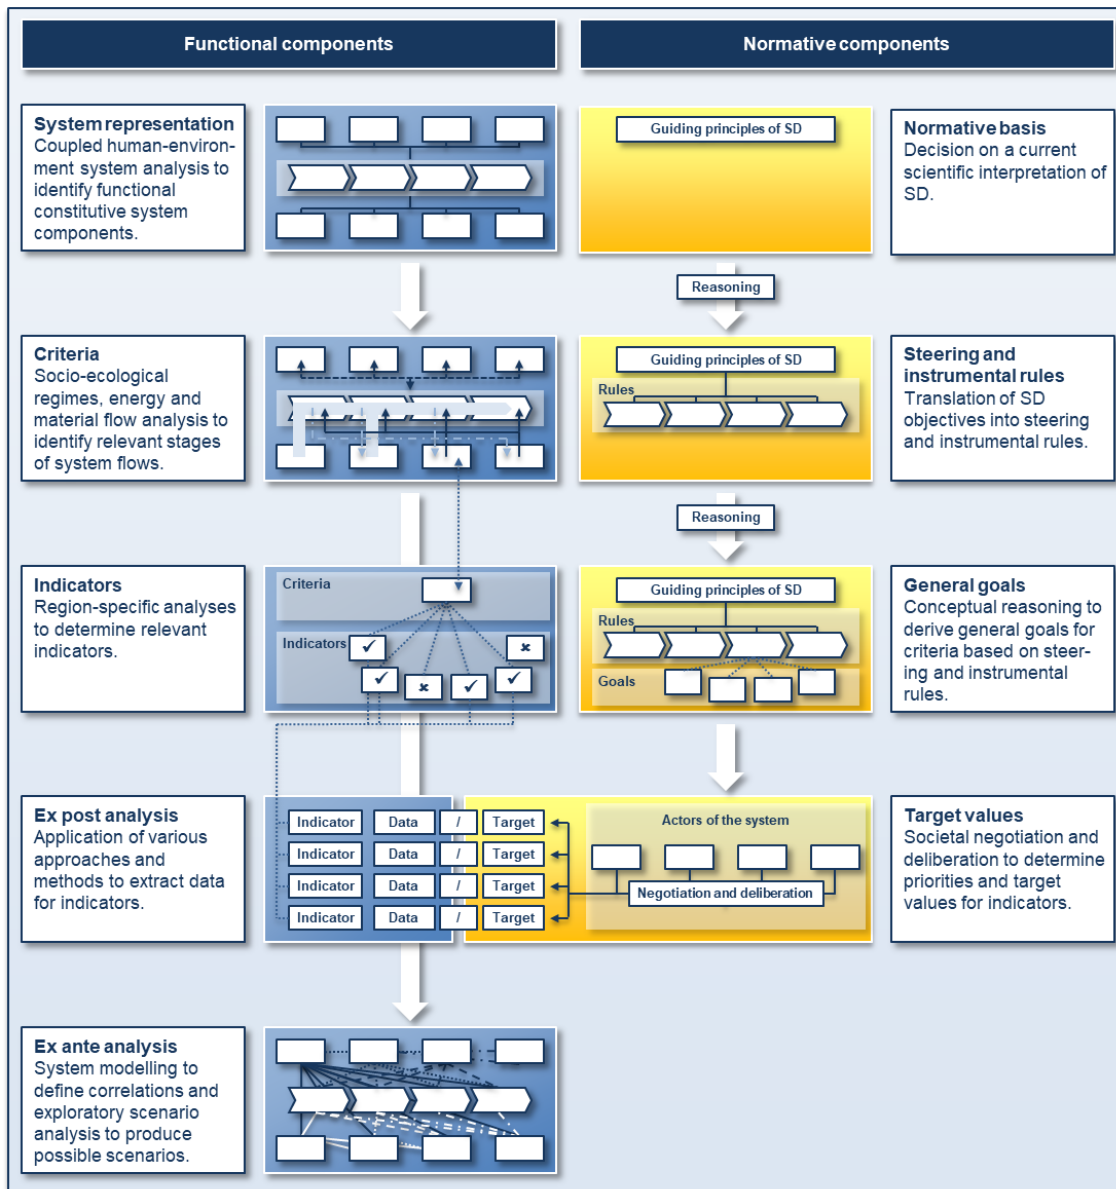 Functional components
Normative components
System representation
Coupled human-environ-
ment system analysis to
identify functional
constitutive system
components.
Guiding principles of SD
Normative basis
Decision on a current
scientific interpretation of
SD.
Reasoning
Criteria
Socio-ecological
regimes, energy and
material flow analysis to
identify relevant stages
of system flows.
Guiding principles of SD
Rules
Steering and
instrumental rules
Translation of SD
objectives into steering
and instrumental rules.
Reasoning
Indicators
Region-specific analyses
to determine relevant
indicators.
Criteria
Indicators
Guiding principles of SD
Rules
Goals
General goals
Conceptual reasoning to
derive general goals for
criteria based on steer-
ing and instrumental
rules.
Ex post analysis
Application of various
approaches and
methods to extract data
for indicators.
Indicator Data / Target
Indicator Data / Target
Indicator Data / Target
Indicator Data / Target
Actors of the system
Negotiation and deliberation
Target values
Societal negotiation and
deliberation to determine
priorities and target
values for indicators.
Ex ante analysis
System modelling to
define correlations and
exploratory scenario
analysis to produce
possible scenarios.